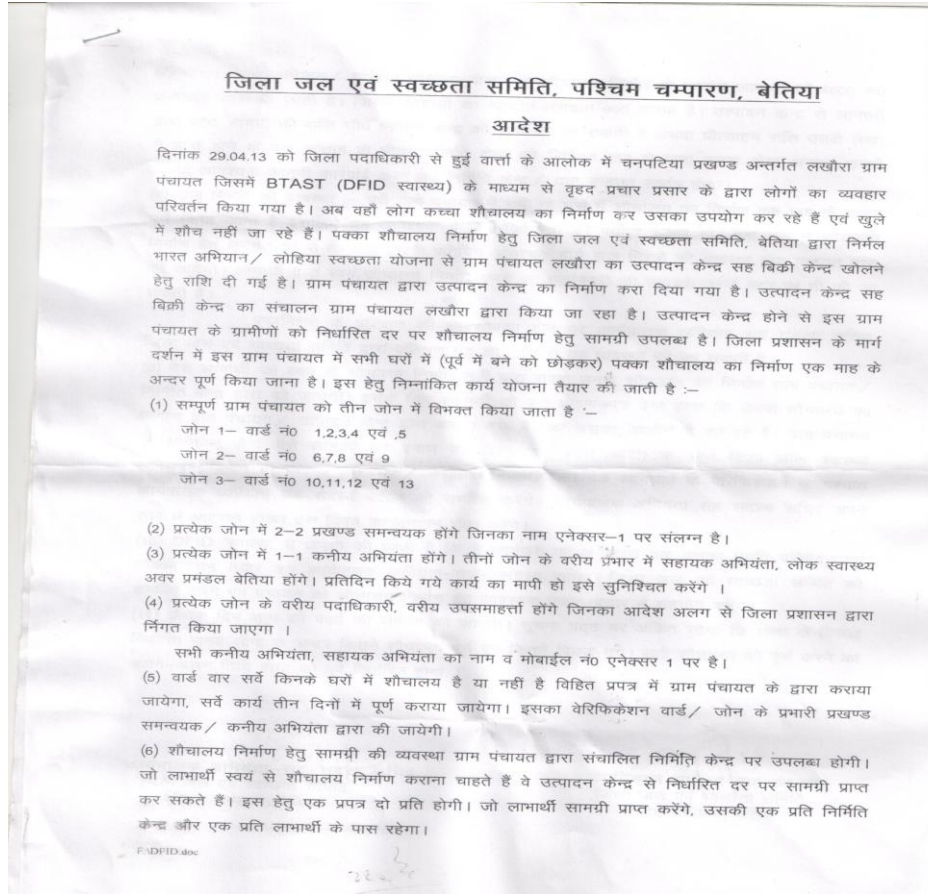 जिला जल एवं स्वच्छता समिति, पश्चिम चम्पारण, बेतिया
आदेश
दिनांक 29.04.13 को जिला पदाधिकारी से हुई वार्त्ता के आलोक में चनपटिया प्रखण्ड अन्तर्गत लखौरा ग्राम
पंचायत जिसमें BTAST (DFID स्वास्थ्य) के माध्यम से वृहद प्रचार प्रसार के द्वारा लोगों का व्यवहार
परिवर्तन किया गया है। अब वहाँ लोग कच्चा शौचालय का निर्माण कर उसका उपयोग कर रहे हैं एवं खुले
में शौच नहीं जा रहे हैं। पक्का शौचालय निर्माण हेतु जिला जल एवं स्वच्छता समिति, बेतिया द्वारा निर्मल
भारत अभियान/ लोहिया स्वच्छता योजना से ग्राम पंचायत लखौरा का उत्पादन केन्द्र सह बिकी केन्द्र खोलने
हेतु राशि दी गई है। ग्राम पंचायत द्वारा उत्पादन केन्द्र का निर्माण करा दिया गया है। उत्पादन केन्द्र सह
बिक्री केन्द्र का संचालन ग्राम पंचायत लखौरा द्वारा किया जा रहा है। उत्पादन केन्द्र होने से इस ग्राम
पंचायत के ग्रामीणों को निर्धारित दर पर शौचालय निर्माण हेतु सामग्री उपलब्ध है। जिला प्रशासन के मार्ग
दर्शन में इस ग्राम पंचायत में सभी घरों में (पूर्व में बने को छोड़कर) पक्का शौचालय का निर्माण एक माह के
अन्दर पूर्ण किया जाना है। इस हेतु निम्नांकित कार्य योजना तैयार की जाती है :–
(1) सम्पूर्ण ग्राम पंचायत को तीन जोन में विभक्त किया जाता है '–
जोन 1– वार्ड नं0 1,2,3,4 एवं ,5
जोन 2– वार्ड नं0 6,7,8 एवं 9
जोन 3– वार्ड नं0 10,11,12 एवं 13
(2) प्रत्येक जोन में 2–2 प्रखण्ड समन्वयक होंगे जिनका नाम एनेक्सर–1 पर संलग्न है।
(3) प्रत्येक जोन में 1–1 कनीय अभियंता होंगे। तीनों जोन के वरीय प्रभार में सहायक अभियंता, लोक स्वास्थ्य
अवर प्रमंडल बेतिया होंगे। प्रतिदिन किये गये कार्य का मापी हो इसे सुनिश्चित करेंगे ।
(4) प्रत्येक जोन के वरीय पदाधिकारी, वरीय उपसमाहर्त्ता होंगे जिनका आदेश अलग से जिला प्रशासन द्वारा
र्निगत किया जाएगा ।
सभी कनीय अभियंता, सहायक अभियंता का नाम व मोबाईल नं0 एनेक्सर 1 पर है।
(5) वार्ड वार सर्वे किनके घरों में शौचालय है या नहीं है विहित प्रपत्र में ग्राम पंचायत के द्वारा कराया
जायेगा, सर्वे कार्य तीन दिनों में पूर्ण कराया जायेगा। इसका वेरिफिकेशन वार्ड/ जोन के प्रभारी प्रखण्ड
समन्वयक/ कनीय अभियंता द्वारा की जायेगी।
(6) शौचालय निर्माण हेतु सामग्री की व्यवस्था ग्राम पंचायत द्वारा संचालित निर्मिति केन्द्र पर उपलब्ध होगी।
जो लाभार्थी स्वयं से शौचालय निर्माण कराना चाहते हैं वे उत्पादन केन्द्र से निर्धारित दर पर सामग्री प्राप्त
कर सकते हैं। इस हेतु एक प्रपत्र दो प्रति होगी। जो लाभार्थी सामग्री प्राप्त करेंगे, उसकी एक प्रति निर्मिति
केन्द्र और एक प्रति लाभार्थी के पास रहेगा।
F:\DFID.doc